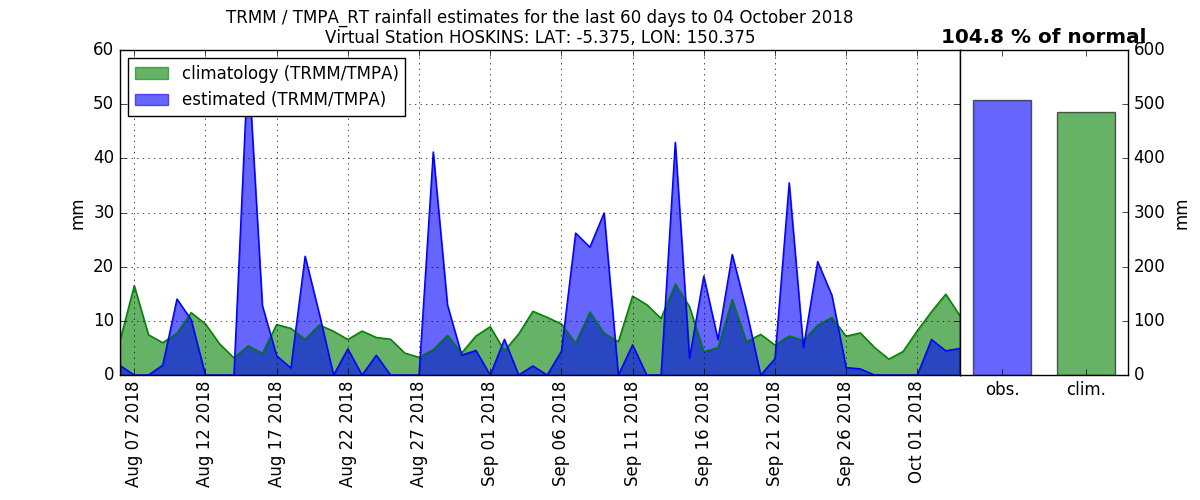 TRMM / TMPA_RT rainfall estimates for the last 60 days to 04 October 2018
Virtual Station HOSKINS: LAT: -5.375, LON: 150.375
104.8 % of normal
climatology (TRMM/TMPA)
estimated (TRMM/TMPA)
mm
60
50
40
30
20
10
0
Aug 07 2018
Aug 12 2018
Aug 17 2018
Aug 22 2018
Aug 27 2018
Sep 01 2018
Sep 06 2018
Sep 11 2018
Sep 16 2018
Sep 21 2018
Sep 26 2018
Oct 01 2018
obs.
clim.
600
500
400
300
200
100
0
mm